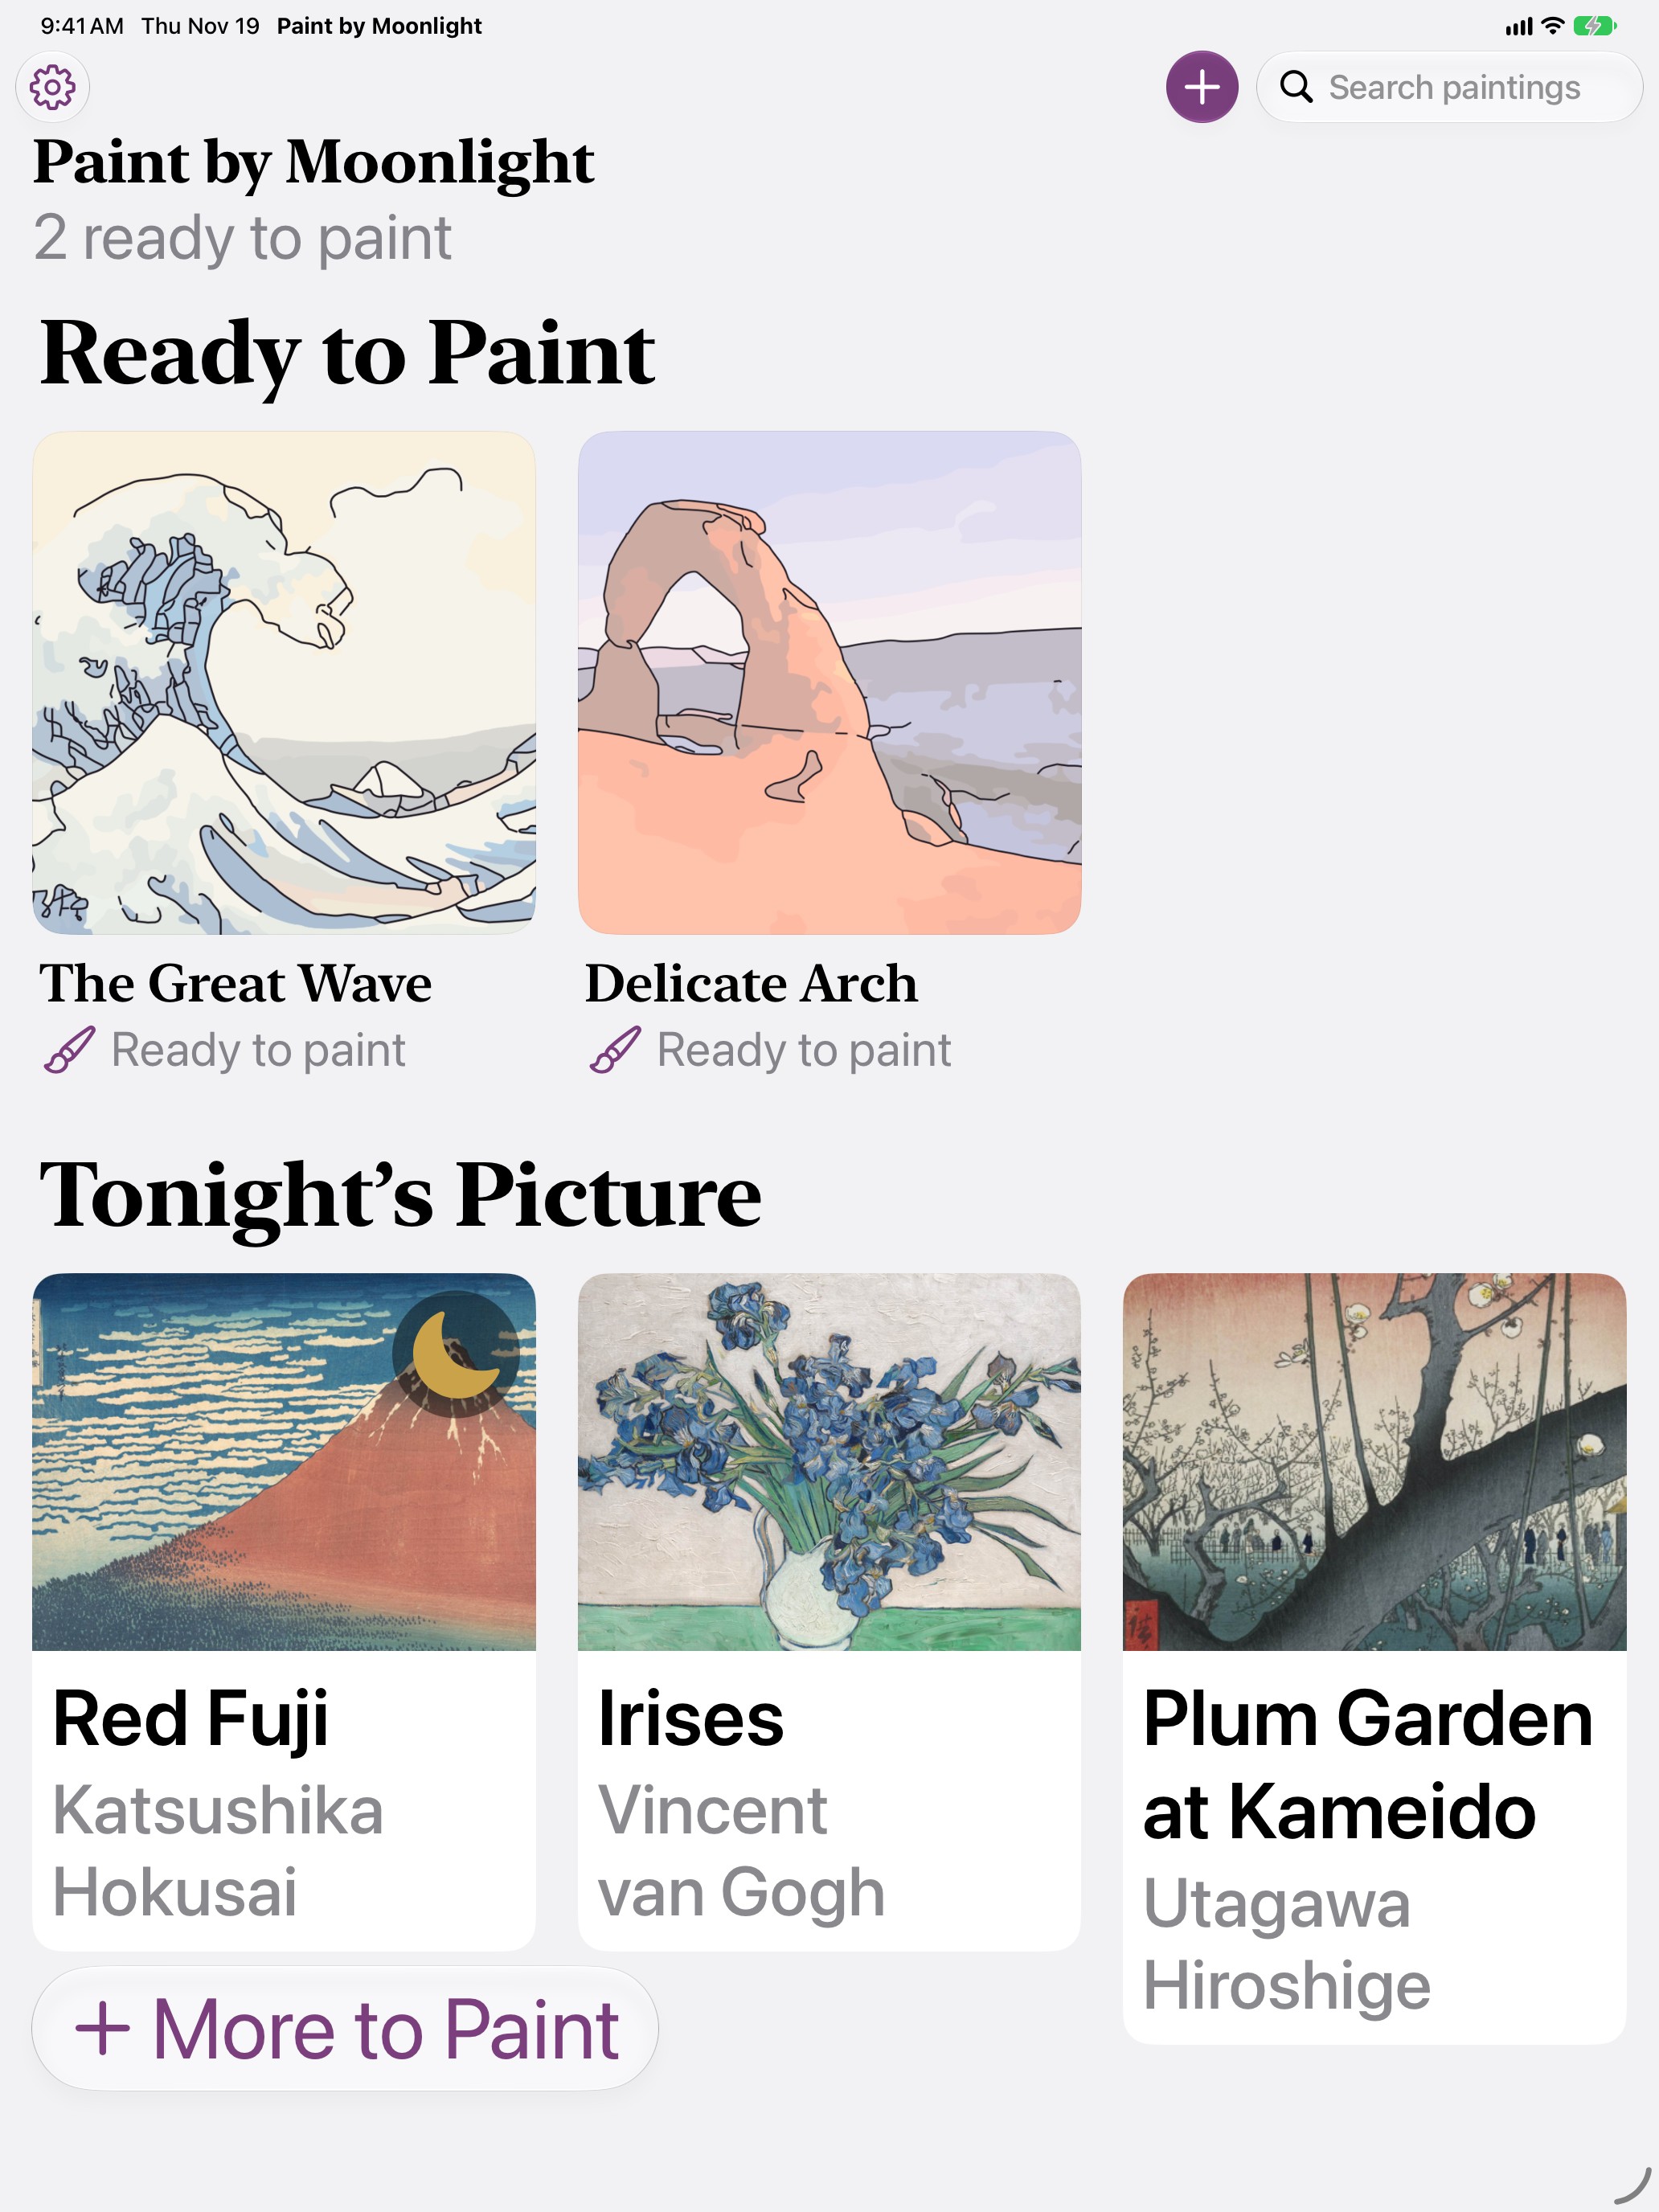 9:41 AM Thu Nov 19 Paint by Moonlight
Search paintings
Paint by Moonlight
2 ready to paint
Ready to Paint
The Great Wave
Delicate Arch
Ready to paint
Ready to paint
Tonight’s Picture
Red Fuji
Katsushika
Hokusai
Irises
Vincent
van Gogh
Plum Garden
at Kameido
Utagawa
Hiroshige
+ More to Paint